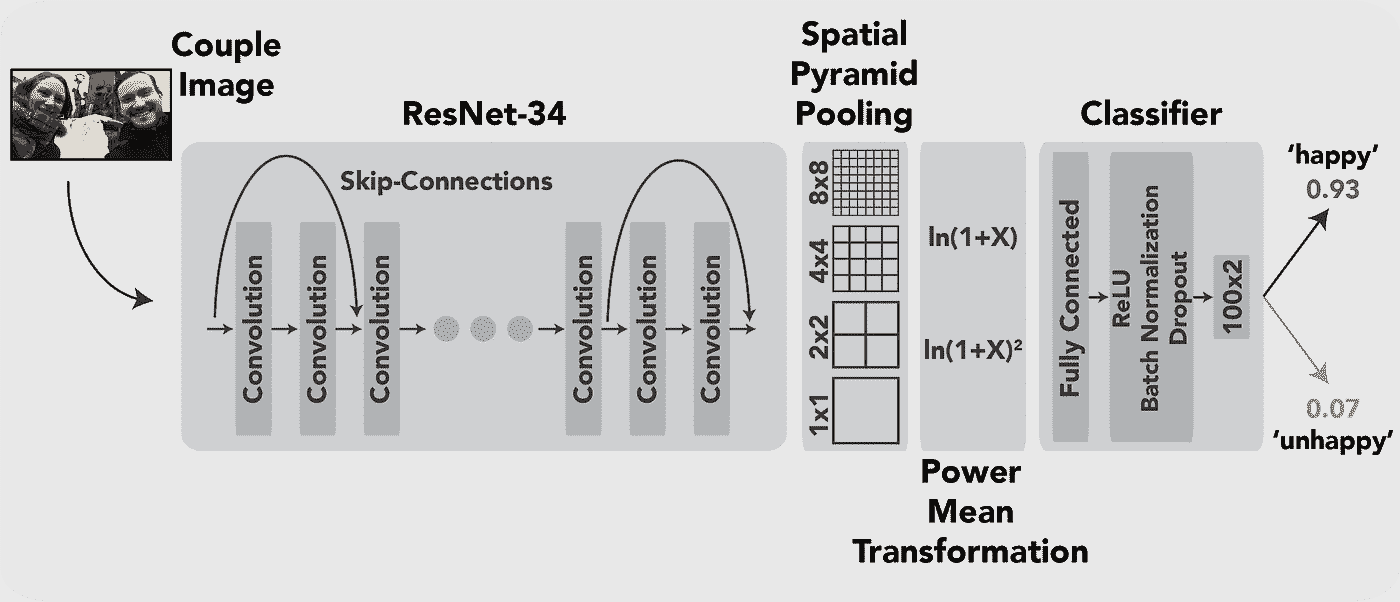 Couple
Image
ResNet-34
Skip-Connections
Convolution
Convolution
Convolution
Convolution
Convolution
Convolution
Spatial
Pyramid
Pooling
8x8
4x4
2x2
1x1
ln(1+X)
ln(1+X)²
Power
Mean
Transformation
Classifier
Fully Connected
ReLU
Batch Normalization
Dropout
100x2
‘happy’
0.93
0.07
‘unhappy’